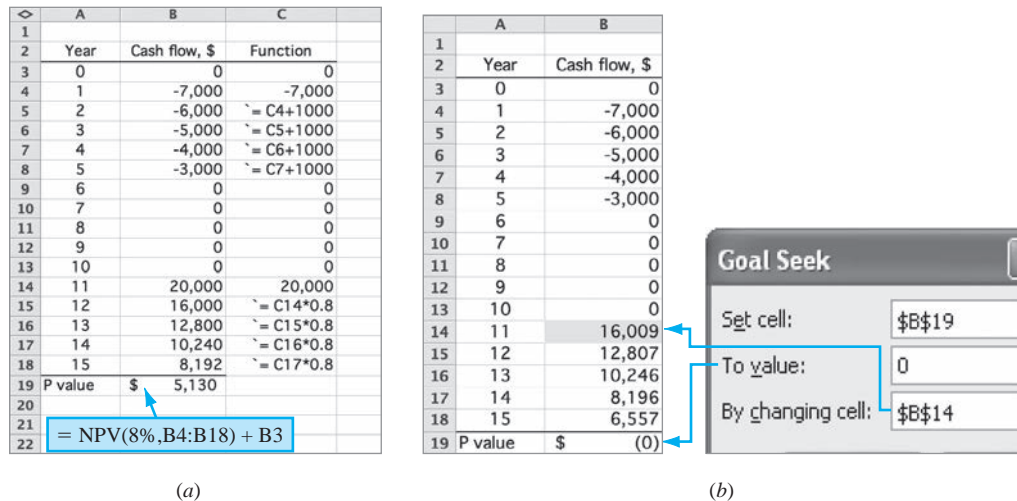 A B C
1
2 Year Cash flow, $ Function
3 0 0 0
4 1 -7,000 -7,000
5 2 -6,000 `= C4+1000
6 3 -5,000 `= C5+1000
7 4 -4,000 `= C6+1000
8 5 -3,000 `= C7+1000
9 6 0 0
10 7 0 0
11 8 0 0
12 9 0 0
13 10 0 0
14 11 20,000 20,000
15 12 16,000 `= C14*0.8
16 13 12,800 `= C15*0.8
17 14 10,240 `= C16*0.8
18 15 8,192 `= C17*0.8
19 P value $ 5,130
20
21
22
= NPV(8%,B4:B18) + B3
(a)
A B
1
2 Year Cash flow, $
3 0 0
4 1 -7,000
5 2 -6,000
6 3 -5,000
7 4 -4,000
8 5 -3,000
9 6 0
10 7 0
11 8 0
12 9 0
13 10 0
14 11 16,009
15 12 12,807
16 13 10,246
17 14 8,196
18 15 6,557
19 P value $ (0)
Goal Seek
Set cell: $B$19
To value: 0
By changing cell: $B$14
(b)